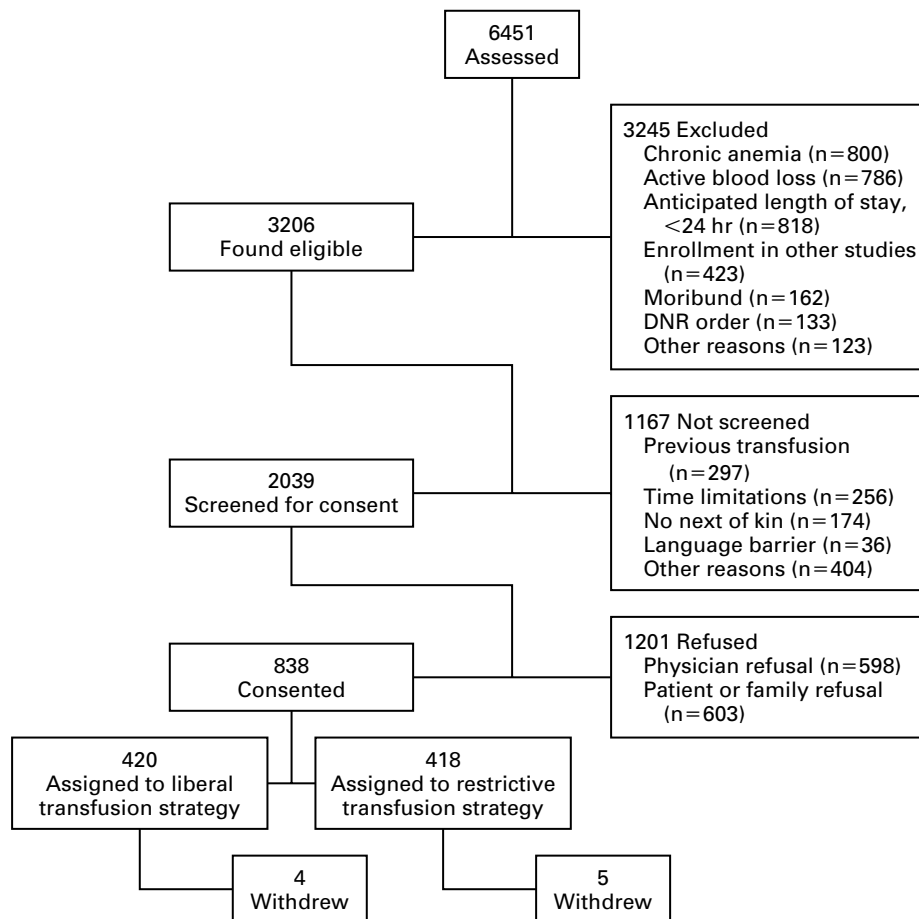 6451
Assessed
3245 Excluded
Chronic anemia (n=800)
Active blood loss (n=786)
Anticipated length of stay,
<24 hr (n=818)
Enrollment in other studies
(n=423)
Moribund (n=162)
DNR order (n=133)
Other reasons (n=123)
3206
Found eligible
1167 Not screened
Previous transfusion
(n=297)
Time limitations (n=256)
No next of kin (n=174)
Language barrier (n=36)
Other reasons (n=404)
2039
Screened for consent
1201 Refused
Physician refusal (n=598)
Patient or family refusal
(n=603)
838
Consented
420
Assigned to liberal
transfusion strategy
418
Assigned to restrictive
transfusion strategy
4
Withdrew
5
Withdrew